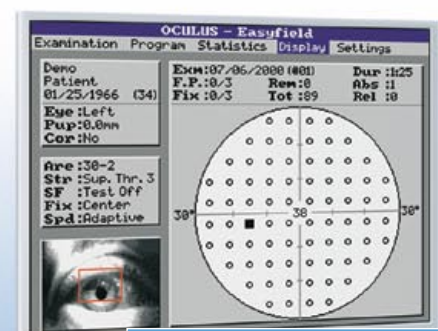 OCULUS - Easyfield
Examination Program Statistics Display Settings
Demo
Patient
01/25/1966 (34)
Eye :Left
Pup:0.0mm
Cor:No
Are:30-2
Str :Sup. Thr. 3
SF :Test Off
Fix :Center
Spd:Adaptive
Exm:07/06/2000 (#01) Dur :1:25
F.P.:0/3 Rem:0 Abs :1
Fix :0/3 Tot :89 Rel :0
30° 38 30°